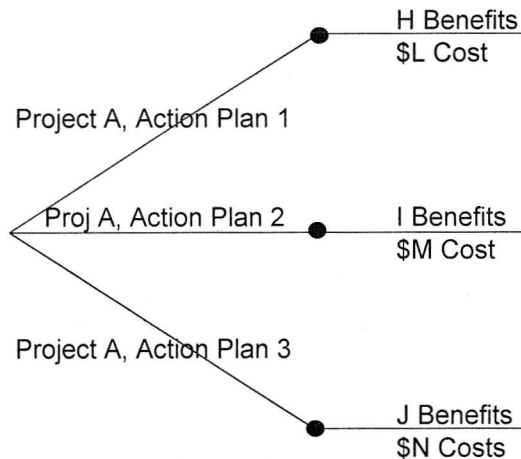 H Benefits
$L Cost
Project A, Action Plan 1
Proj A, Action Plan 2
I Benefits
$M Cost
Project A, Action Plan 3
J Benefits
$N Costs